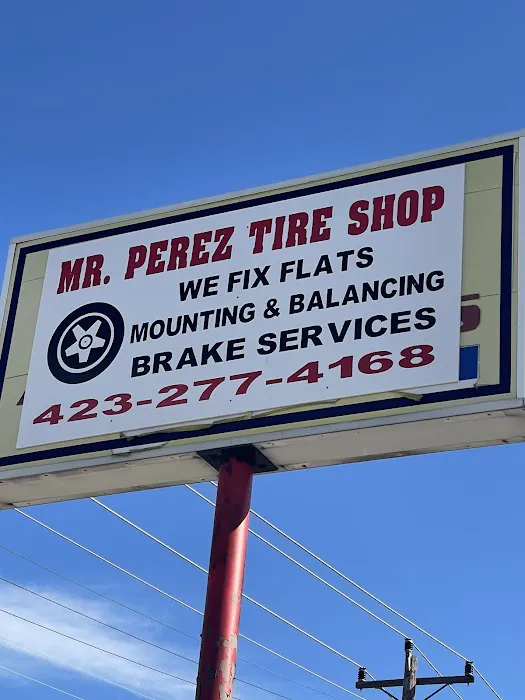 MR. PEREZ TIRE SHOP
WE FIX FLATS
MOUNTING & BALANCING
BRAKE SERVICES
423-277-4168